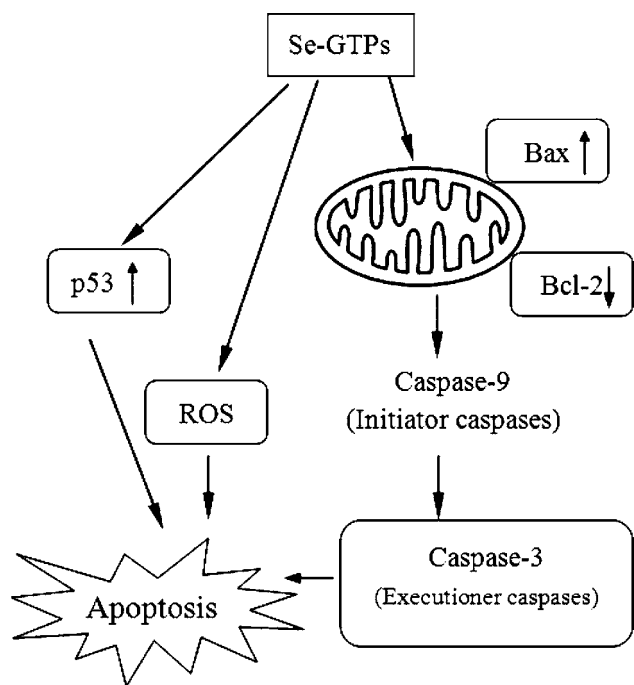 Se-GTPs
Bax ↑
p53 ↑
Bcl-2 ↓
ROS
Caspase-9
(Initiator caspases)
Caspase-3
(Executioner caspases)
Apoptosis